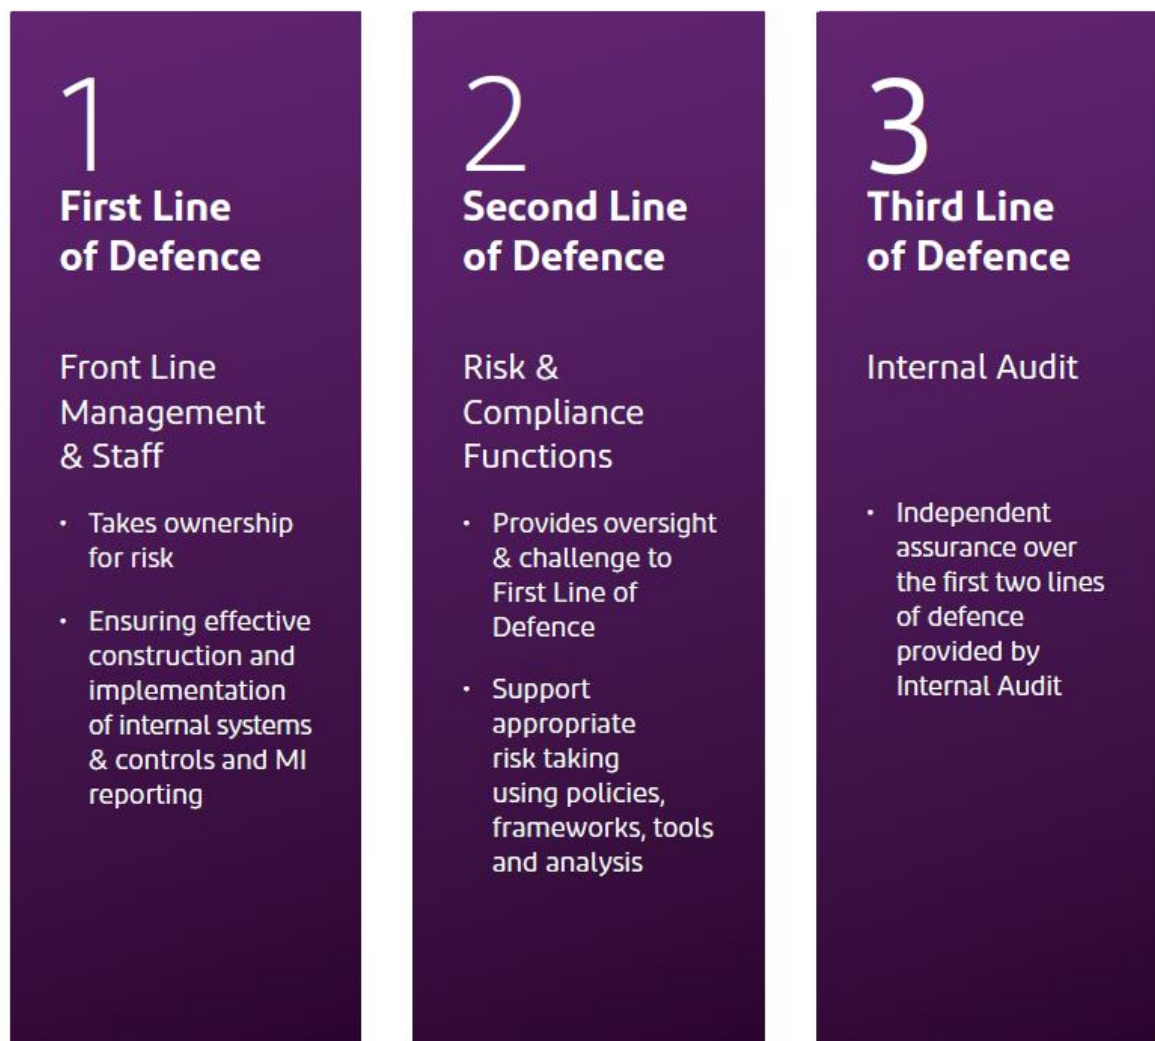 1
First Line
of Defence
Front Line
Management
& Staff
• Takes ownership
for risk
• Ensuring effective
construction and
implementation
of internal systems
& controls and MI
reporting
2
Second Line
of Defence
Risk &
Compliance
Functions
• Provides oversight
& challenge to
First Line of
Defence
• Support
appropriate
risk taking
using policies,
frameworks, tools
and analysis
3
Third Line
of Defence
Internal Audit
• Independent
assurance over
the first two lines
of defence
provided by
Internal Audit